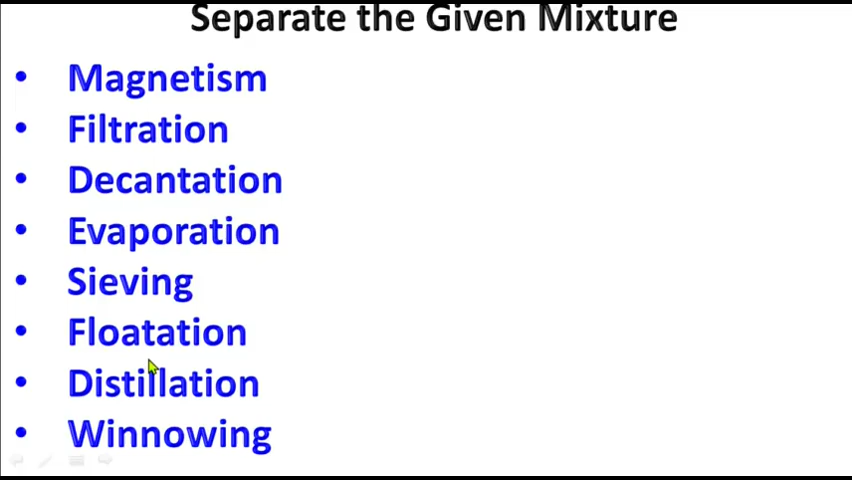 Separate the Given Mixture
• Magnetism
• Filtration
• Decantation
• Evaporation
• Sieving
• Floatation
• Distillation
• Winnowing